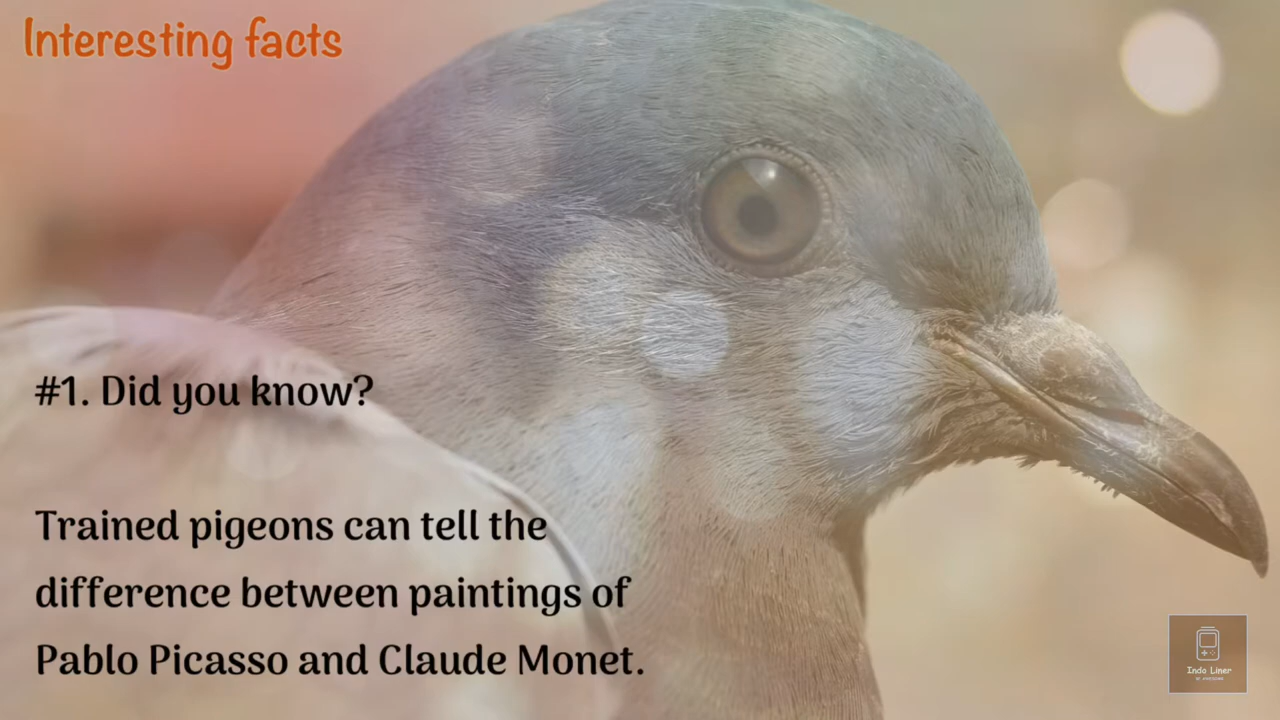 Interesting facts
#1. Did you know?
Trained pigeons can tell the
difference between paintings of
Pablo Picasso and Claude Monet.
Indo Liner